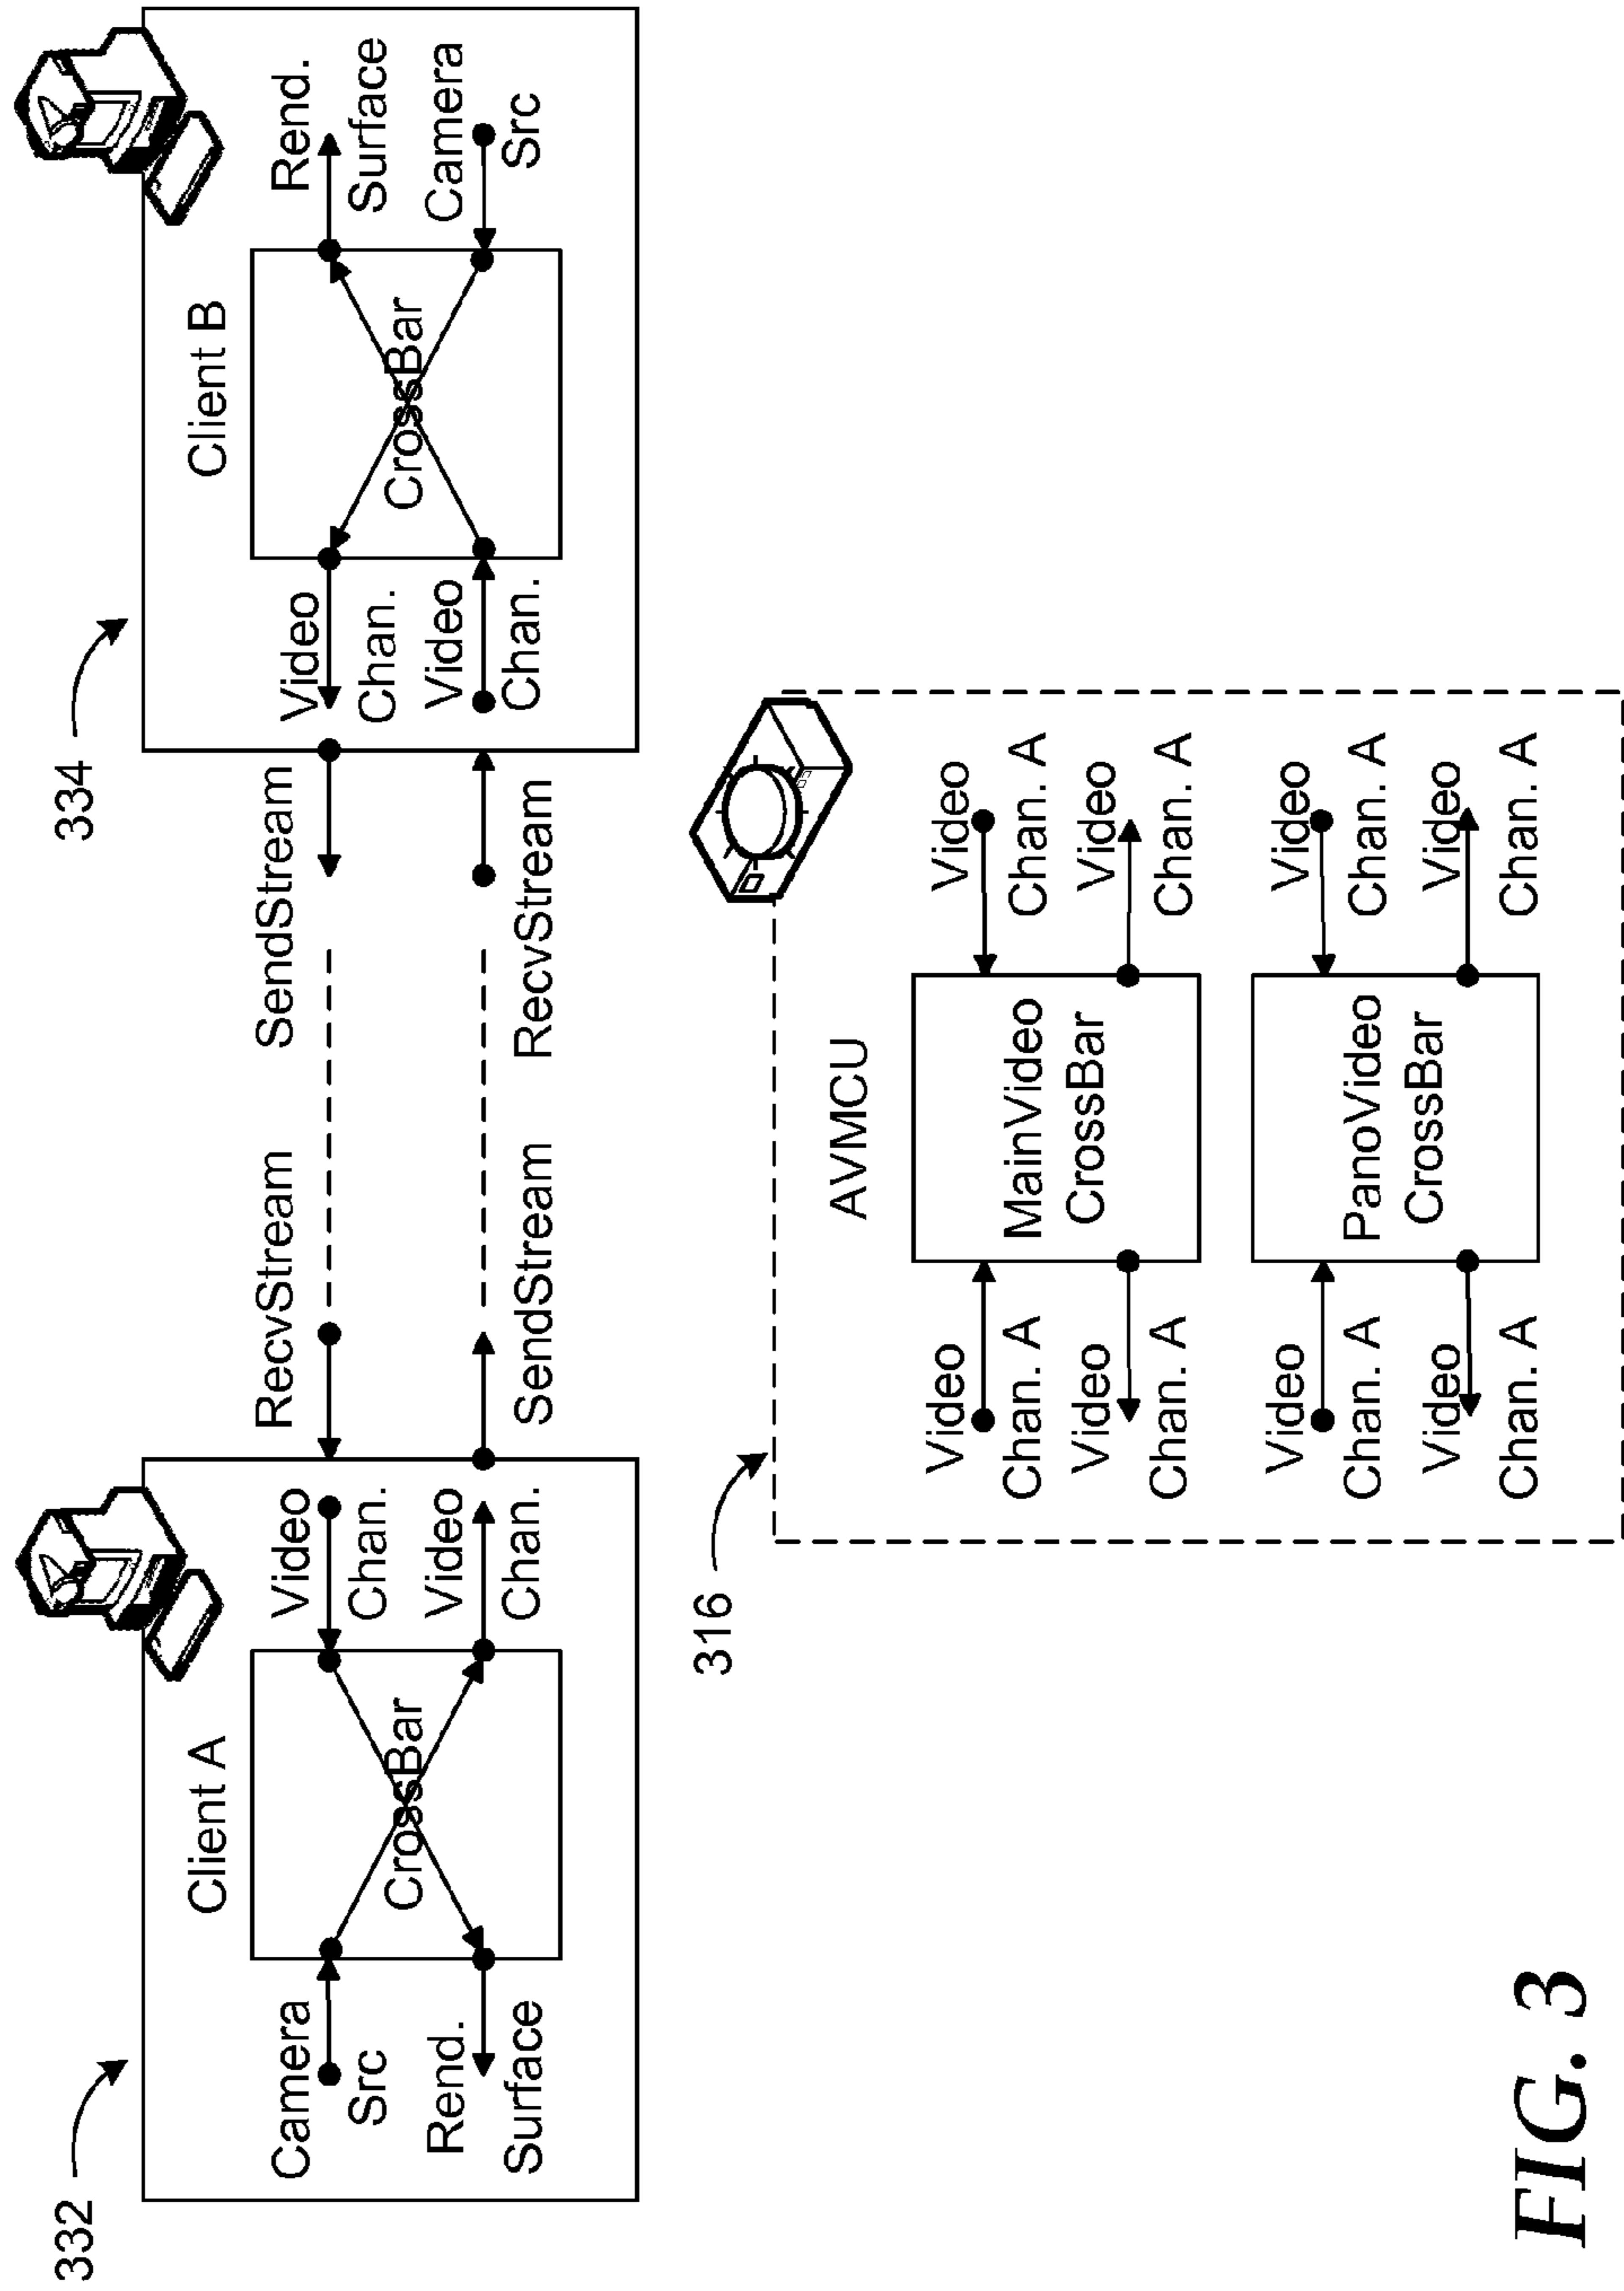 332
Client A
Camera
Src
Rend.
Surface
CrossBar
Video
Chan.
Video
Chan.
RecvStream
SendStream
SendStream
RecvStream
334
Client B
Video
Chan.
Video
Chan.
CrossBar
Rend.
Surface
Camera
Src
316
AVMCU
Video
Chan. A
Video
Chan. A
MainVideo
CrossBar
Video
Chan. A
Video
Chan. A
Video
Chan. A
Video
Chan. A
PanoVideo
CrossBar
Video
Chan. A
Video
Chan. A
FIG. 3